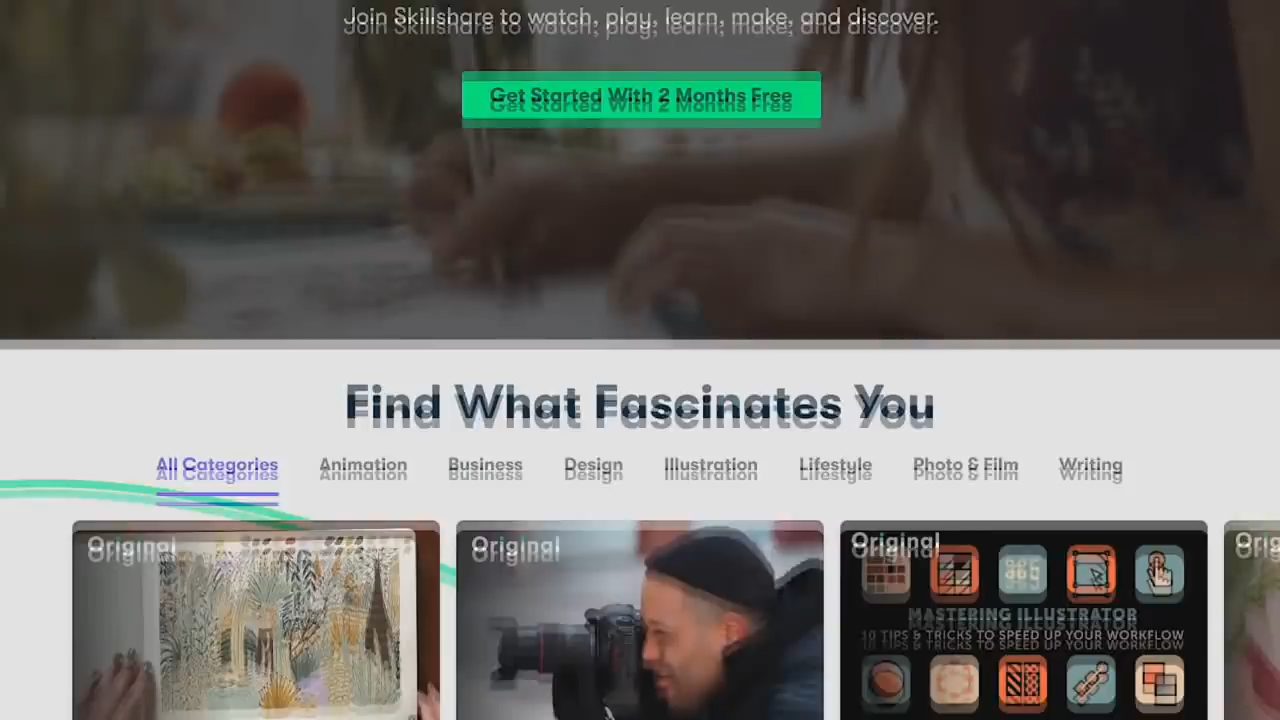 Join Skillshare to watch, play, learn, make, and discover.
Get Started With 2 Months Free
Find What Fascinates You
All Categories Animation Business Design Illustration Lifestyle Photo & Film Writing
Original Original Original Orig
MASTERING ILLUSTRATOR
10 TIPS & TRICKS TO SPEED UP YOUR WORKFLOW